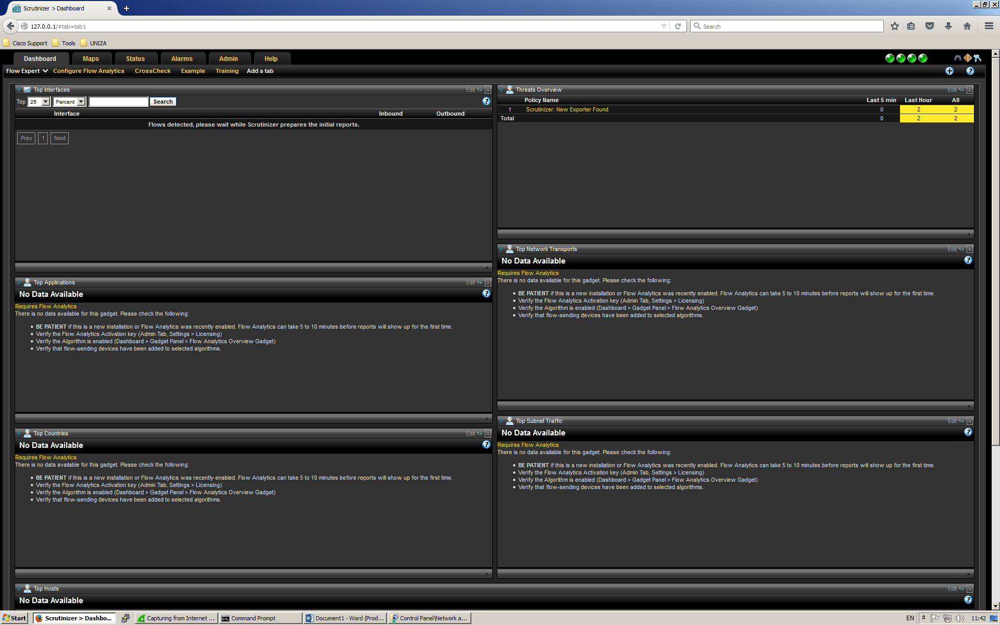 Scrutinizer > Dashboard
127.0.0.1/#tab=tab1
Search
Cisco Support
Tools
UNIZA
Dashboard
Maps
Status
Alarms
Admin
Help
Flow Expert
Configure Flow Analytics
CrossCheck
Example
Training
Add a tab
Top Interfaces
Edit
Top 25 Percent Search
Interface Inbound Outbound
Flows detected, please wait while Scrutinizer prepares the initial reports.
Prev 1 Next
Threats Overview
Edit
Policy Name Last 5 min Last Hour All
1 Scrutinizer: New Exporter Found 0 2 2
Total 0 2 2
Top Applications
Edit
No Data Available
Requires Flow Analytics
There is no data available for this gadget. Please check the following:
• BE PATIENT if this is a new installation or Flow Analytics was recently enabled. Flow Analytics can take 5 to 10 minutes before reports will show up for the first time.
• Verify the Flow Analytics Activation key (Admin Tab, Settings > Licensing)
• Verify the Algorithm is enabled (Dashboard > Gadget Panel > Flow Analytics Overview Gadget)
• Verify that flow-sending devices have been added to selected algorithms.
Top Network Transports
Edit
No Data Available
Requires Flow Analytics
There is no data available for this gadget. Please check the following:
• BE PATIENT if this is a new installation or Flow Analytics was recently enabled. Flow Analytics can take 5 to 10 minutes before reports will show up for the first time.
• Verify the Flow Analytics Activation key (Admin Tab, Settings > Licensing)
• Verify the Algorithm is enabled (Dashboard > Gadget Panel > Flow Analytics Overview Gadget)
• Verify that flow-sending devices have been added to selected algorithms.
Top Countries
Edit
No Data Available
Requires Flow Analytics
There is no data available for this gadget. Please check the following:
• BE PATIENT if this is a new installation or Flow Analytics was recently enabled. Flow Analytics can take 5 to 10 minutes before reports will show up for the first time.
• Verify the Flow Analytics Activation key (Admin Tab, Settings > Licensing)
• Verify the Algorithm is enabled (Dashboard > Gadget Panel > Flow Analytics Overview Gadget)
• Verify that flow-sending devices have been added to selected algorithms.
Top Subnet Traffic
Edit
No Data Available
Requires Flow Analytics
There is no data available for this gadget. Please check the following:
• BE PATIENT if this is a new installation or Flow Analytics was recently enabled. Flow Analytics can take 5 to 10 minutes before reports will show up for the first time.
• Verify the Flow Analytics Activation key (Admin Tab, Settings > Licensing)
• Verify the Algorithm is enabled (Dashboard > Gadget Panel > Flow Analytics Overview Gadget)
• Verify that flow-sending devices have been added to selected algorithms.
Top Hosts
Edit
No Data Available
Start
Scrutinizer > Dashbo...
Capturing from Internet ...
Command Prompt
Document1 - Word (Prod...
Control Panel\Network a...
EN
11:42